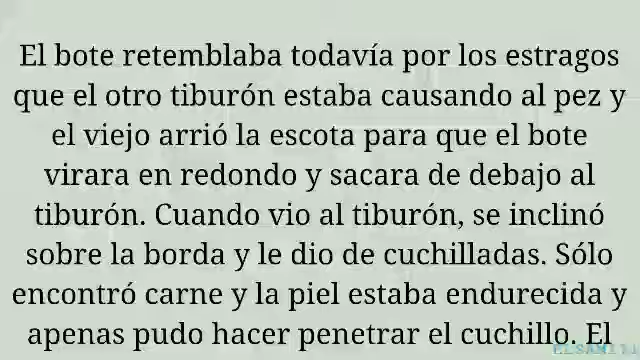 El bote retemblaba todavía por los estragos
que el otro tiburón estaba causando al pez y
el viejo arrió la escota para que el bote
virara en redondo y sacara de debajo al
tiburón. Cuando vio al tiburón, se inclinó
sobre la borda y le dio de cuchilladas. Sólo
encontró carne y la piel estaba endurecida y
apenas pudo hacer penetrar el cuchillo. El